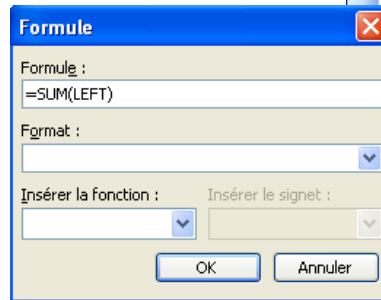 Formule
Formule :
=SUM(LEFT)
Format :
Insérer la fonction : Insérer le signet :
OK Annuler